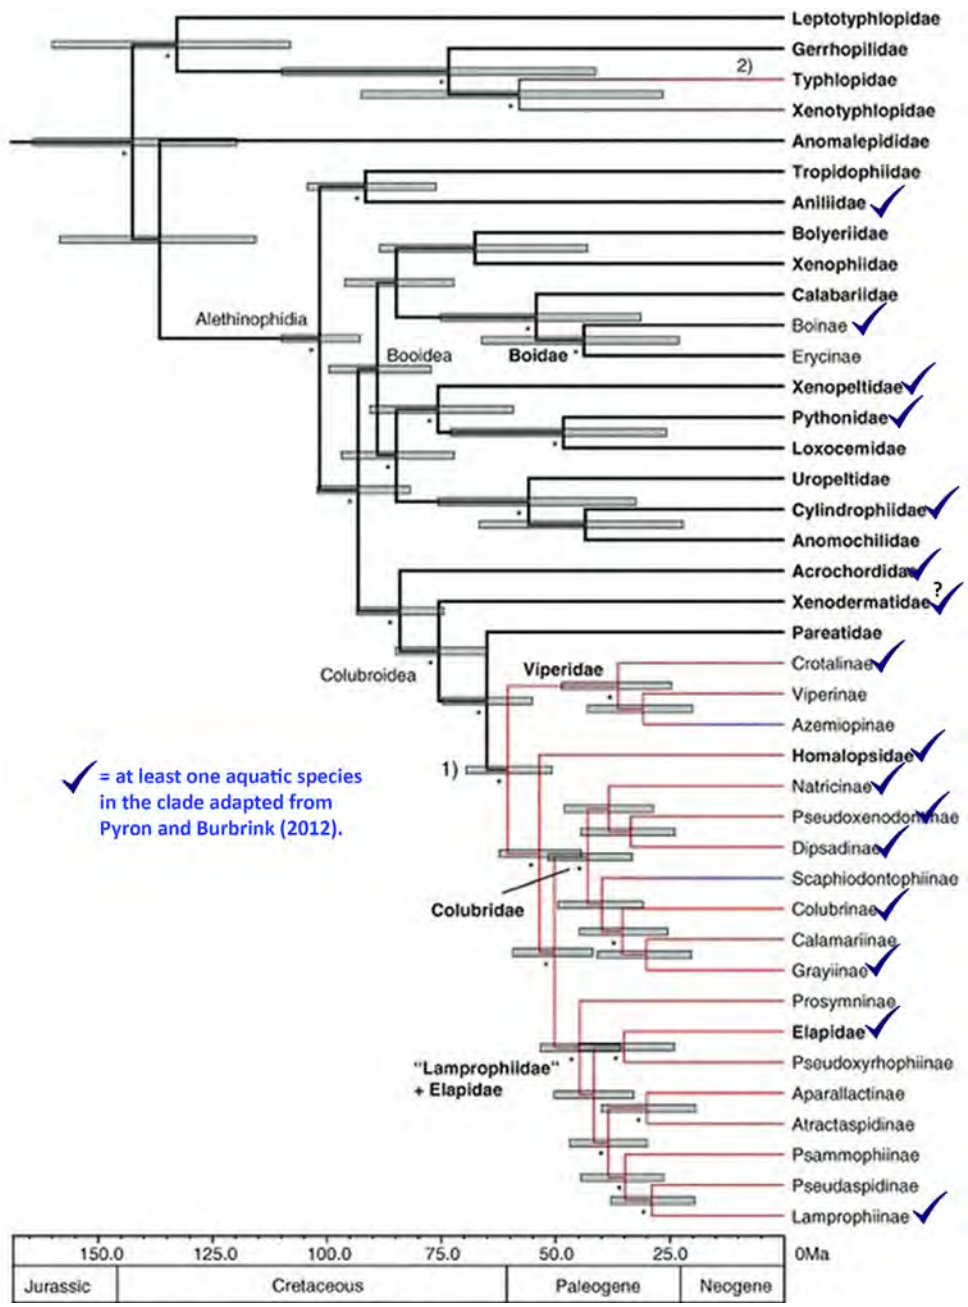 Leptotyphlopidae
Gerrhopilidae
2)
Typhlopidae
Xenotyphlopidae
Anomalepididae
Tropidophiidae
Aniliidae
Bolyeriidae
Xenophiidae
Calabariidae
Alethinophidia
Boinae
Booidea
Boidae
Erycinae
Xenopeltidae
Pythonidae
Loxocemidae
Uropeltidae
Cylindrophiidae
Anomochilidae
Acrochordidae
?
Xenodermatidae
Pareatidae
Colubroidea
Viperidae
Crotalinae
Viperinae
Azemiopinae
= at least one aquatic species
in the clade adapted from
Pyron and Burbrink (2012).
1)
Homalopsidae
Natricinae
Pseudoxenodontinae
Dipsadinae
Scaphiodontophiinae
Colubridae
Colubrinae
Calamariinae
Grayiinae
Prosymninae
Elapidae
"Lamprophiidae"
+ Elapidae
Pseudoxyrhophiinae
Aparallactinae
Atractaspidinae
Psammophiinae
Pseudaspidinae
Lamprophiinae
150.0 125.0 100.0 75.0 50.0 25.0 0Ma
Jurassic Cretaceous Paleogene Neogene